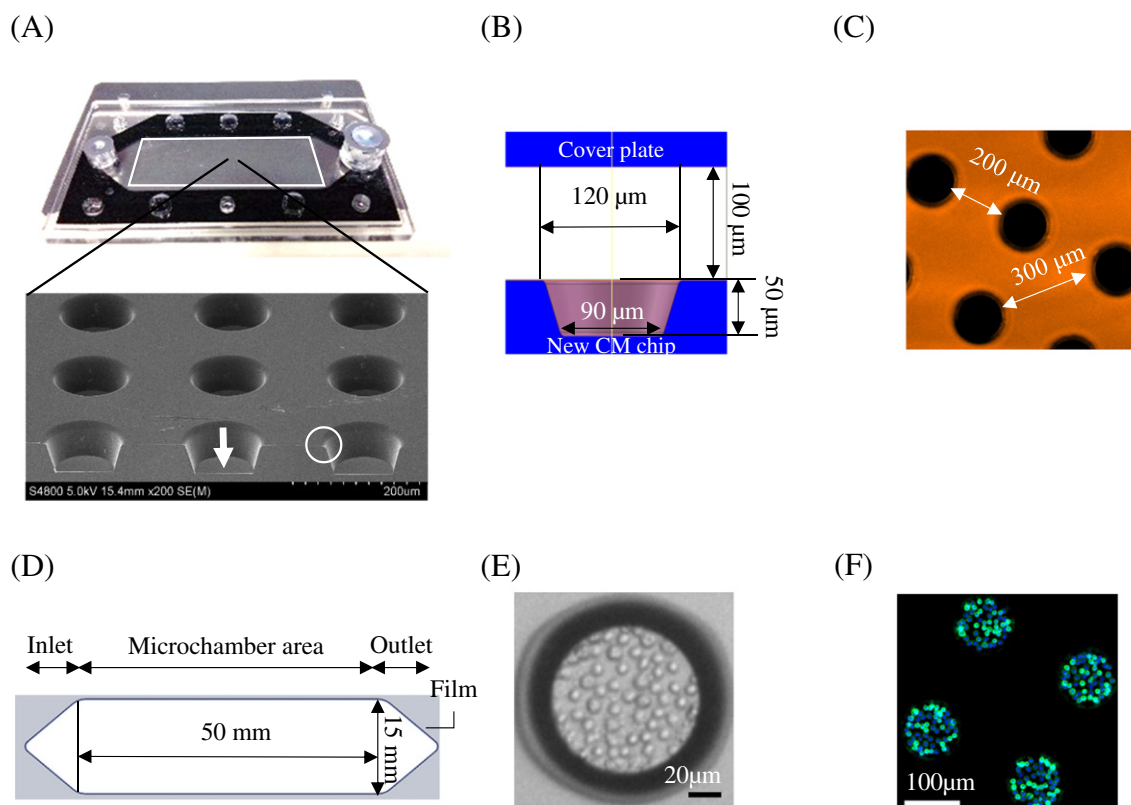 (A)
(B)
(C)
Cover plate
120 µm
100 µm
90 µm
50 µm
New CM chip
200 µm
300 µm
S4800 5.0kV 15.4mm x200 SE(M)
200um
(D)
(E)
(F)
Inlet
Microchamber area
Outlet
Film
50 mm
15 mm
20µm
100µm